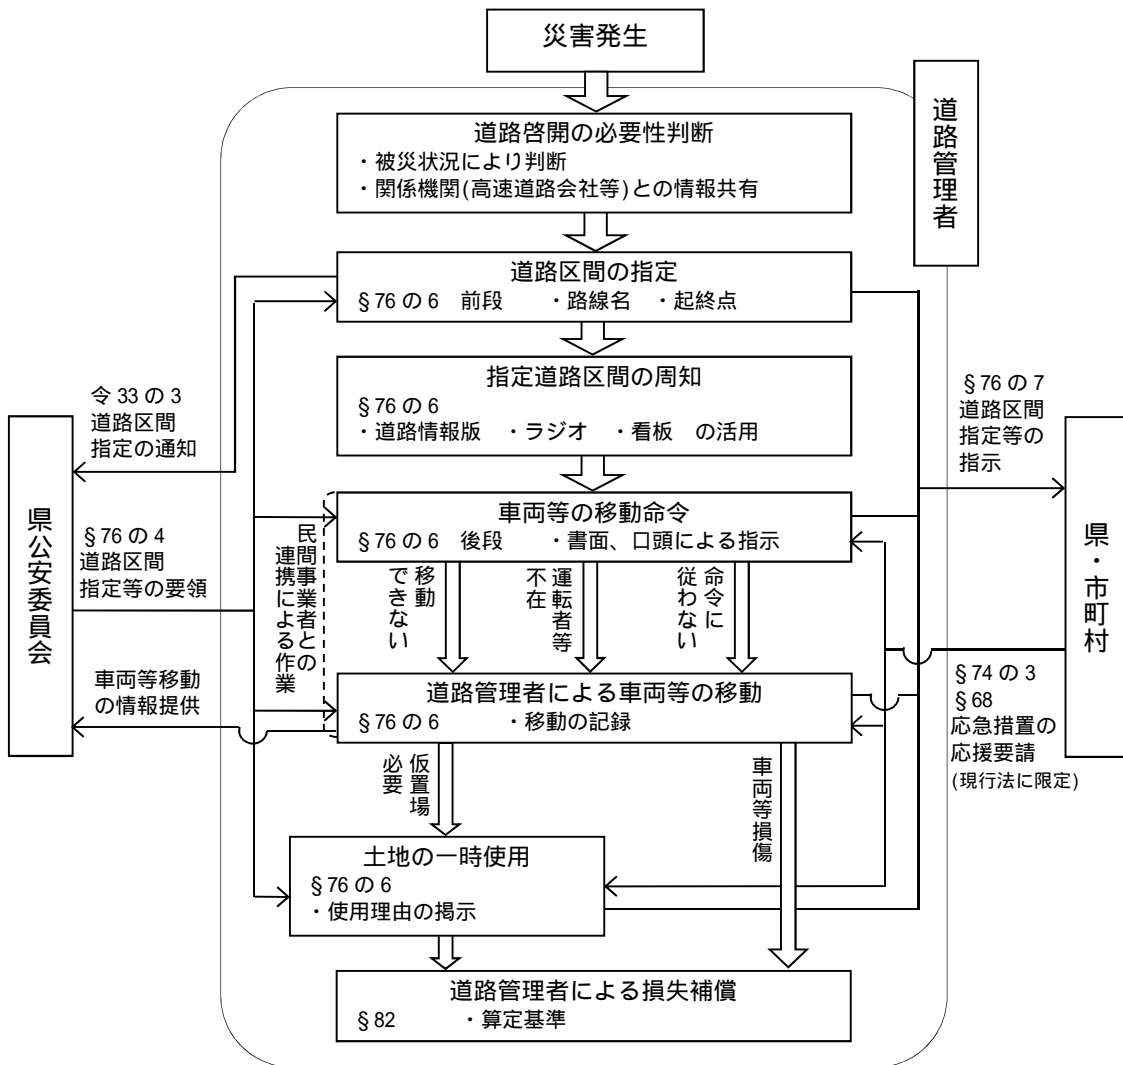 災害発生
道路管理者
道路啓開の必要性判断
・被災状況により判断
・関係機関(高速道路会社等)との情報共有
道路区間の指定
§76の6 前段 ・路線名 ・起終点
指定道路区間の周知
§76の6
・道路情報版 ・ラジオ ・看板 の活用
令33の3
道路区間
指定の通知
§76の7
道路区間
指定等の
指示
県公安委員会
§76の4
道路区間
指定等の要領
車両等移動
の情報提供
民間事業者との
連携による作業
車両等の移動命令
§76の6 後段 ・書面、口頭による指示
移動
できない
運転者等
不在
命令に
従わない
県・市町村
§74の3
§68
応急措置の
応援要請
(現行法に限定)
道路管理者による車両等の移動
§76の6 ・移動の記録
仮置場
必要
車両等損傷
土地の一時使用
§76の6
・使用理由の掲示
道路管理者による損失補償
§82 ・算定基準